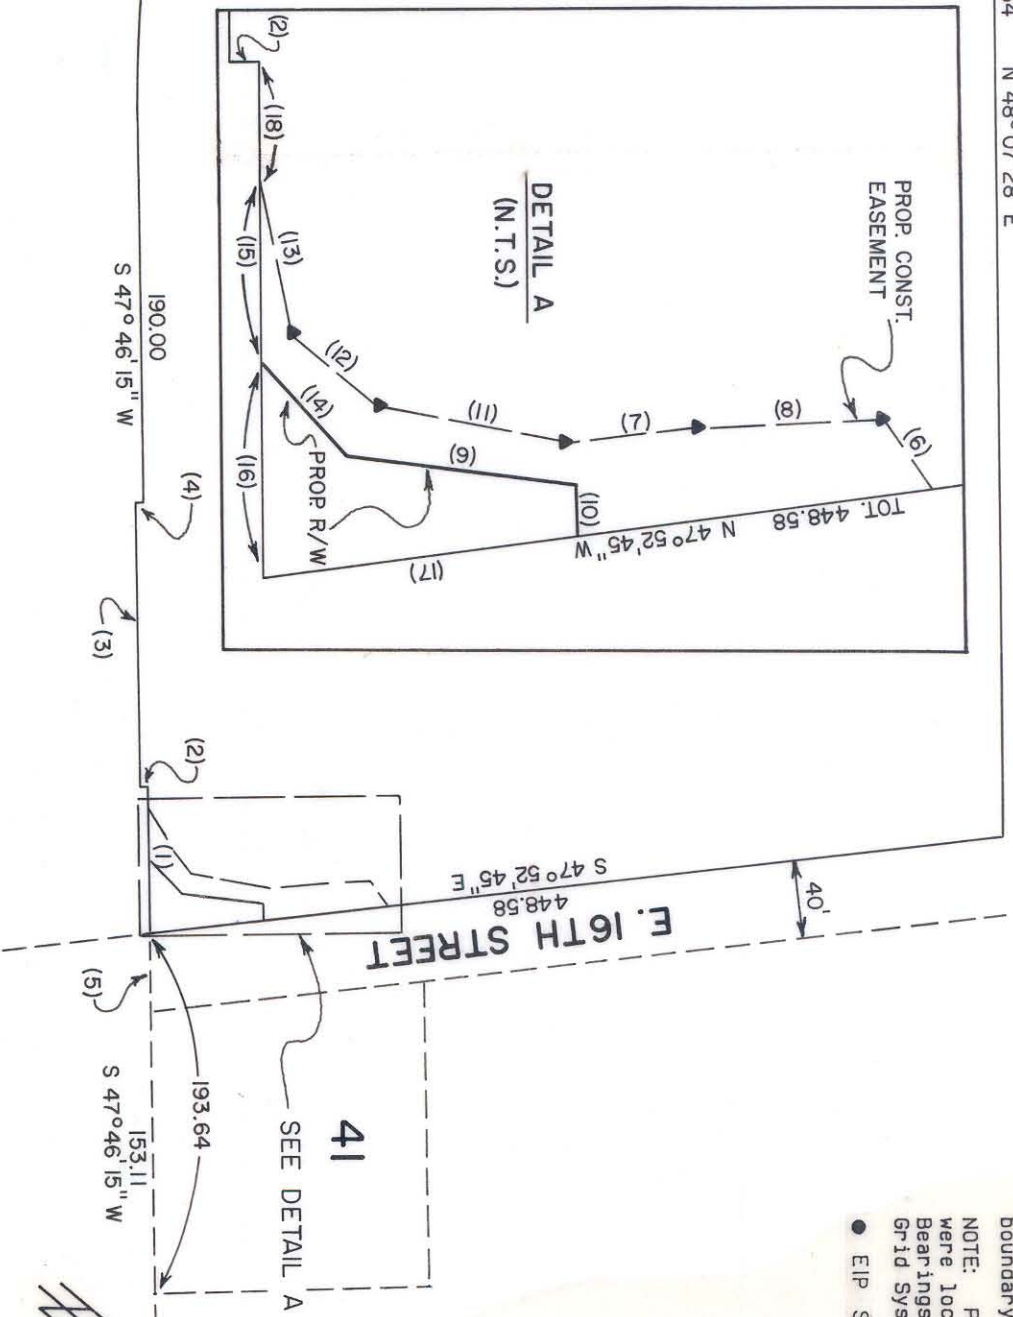 N 48° 07' 28" E
PROP. CONST.
EASEMENT
DETAIL A
(N.T.S.)
(2)
(18)
(13)
(15)
(12)
(14)
(16)
(11)
(9)
(7)
(8)
(6)
(10)
(17)
PROP. R/W
N 47° 52' 45" W
TOT. 448.58
190.00
S 47° 46' 15" W
(4)
(3)
(2)
(1)
S 47° 52' 45" E
448.58
E. 16TH STREET
40'
(5)
193.64
153.11
S 47° 46' 15" W
41
SEE DETAIL A
boundary
NOTE:
were loc
Bearings
Grid Sys
EIP